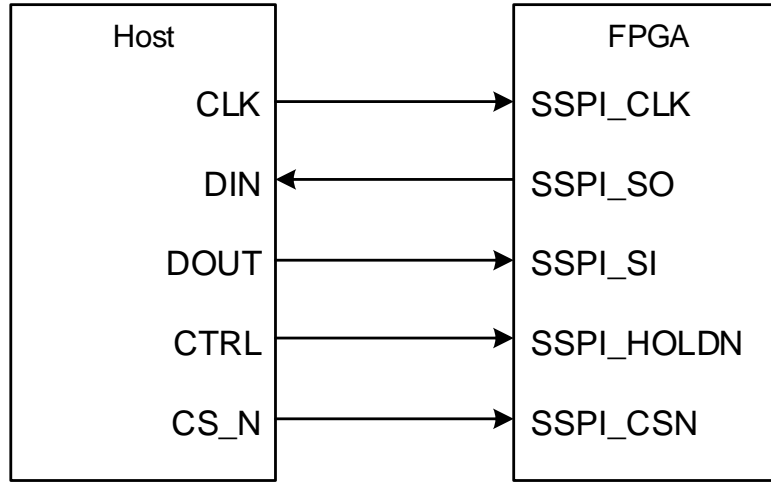 Host
FPGA
CLK
SSPI_CLK
DIN
SSPI_SO
DOUT
SSPI_SI
CTRL
SSPI_HOLDN
CS_N
SSPI_CSN